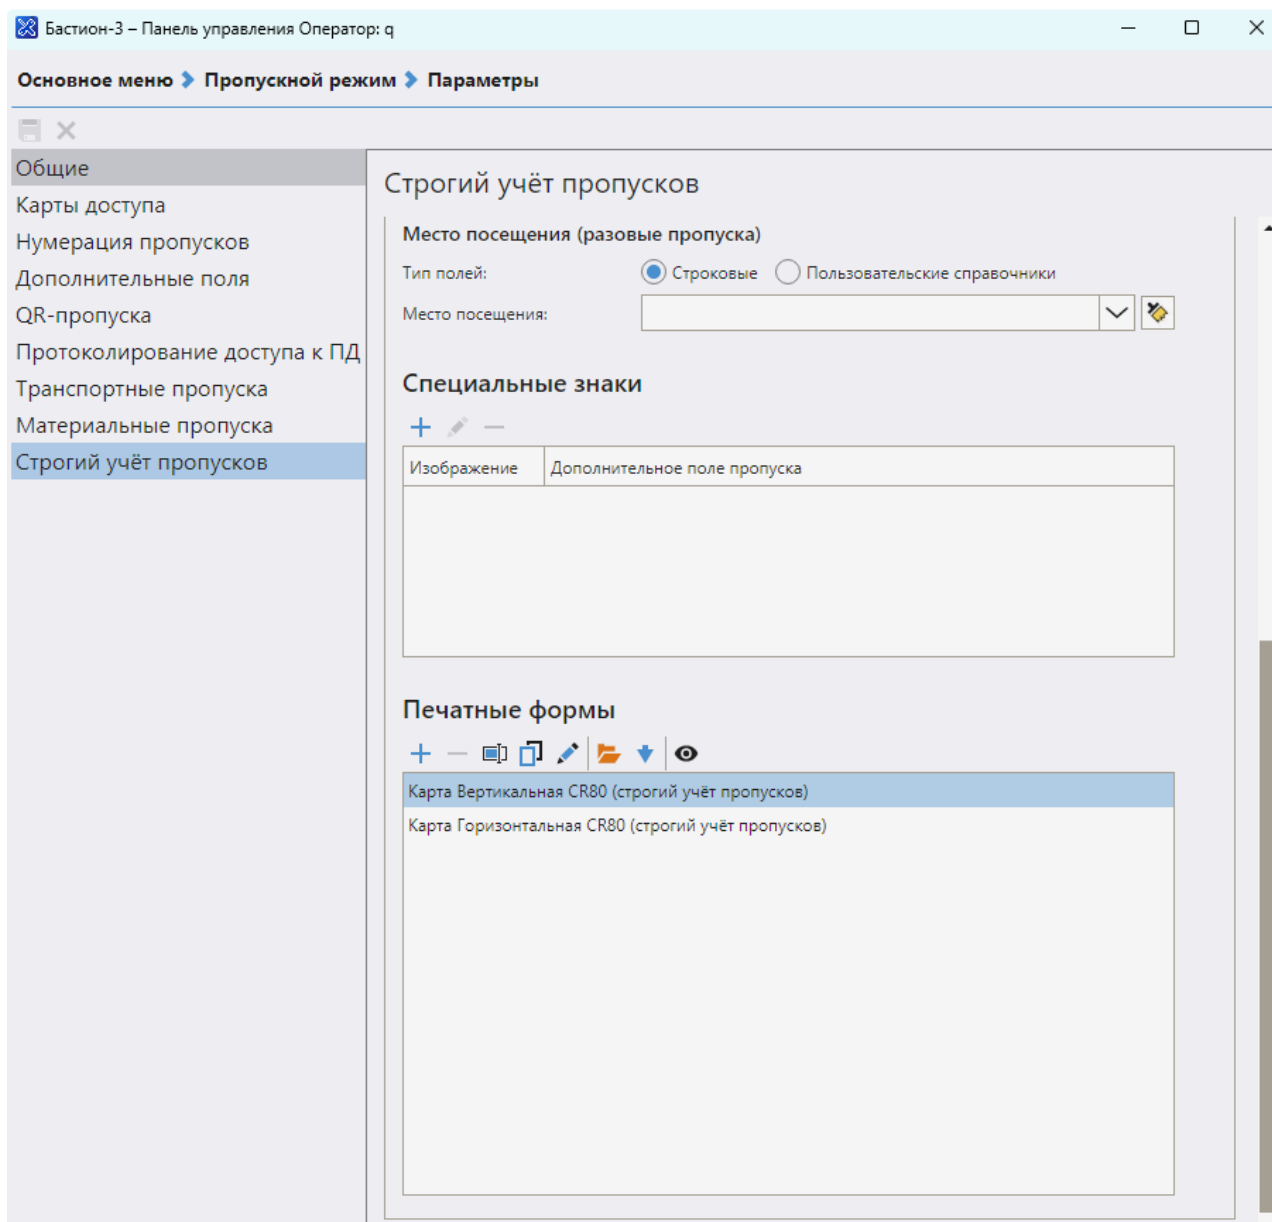 Бастион-3 – Панель управления Оператор: q
Основное меню Пропускной режим Параметры
Общие
Карты доступа
Нумерация пропусков
Дополнительные поля
QR-пропуска
Протоколирование доступа к ПД
Транспортные пропуска
Материальные пропуска
Строгий учёт пропусков
Строгий учёт пропусков
Место посещения (разовые пропуска)
Тип полей: Строковые Пользовательские справочники
Место посещения:
Специальные знаки
Изображение Дополнительное поле пропуска
Печатные формы
Карта Вертикальная CR80 (строгий учёт пропусков)
Карта Горизонтальная CR80 (строгий учёт пропусков)